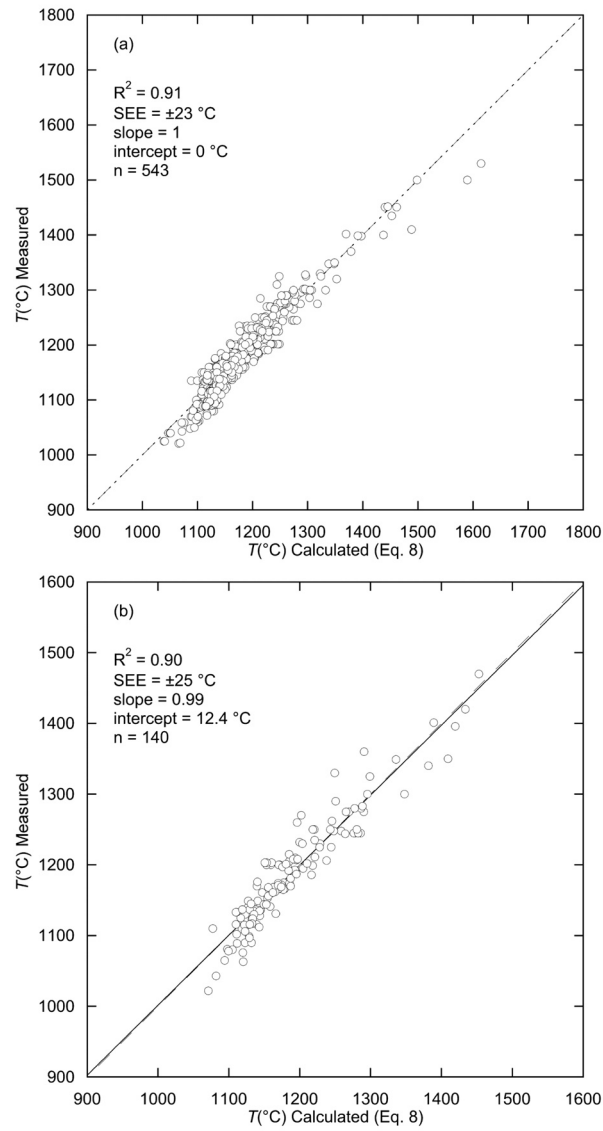 1800
(a)
1700
R² = 0.91
SEE = ±23 °C
1600
slope = 1
intercept = 0 °C
n = 543
1500
1400
T(°C) Measured
1300
1200
1100
1000
900
900 1000 1100 1200 1300 1400 1500 1600 1700 1800
T(°C) Calculated (Eq. 8)
1600
(b)
1500
R² = 0.90
SEE = ±25 °C
slope = 0.99
1400
intercept = 12.4 °C
n = 140
1300
T(°C) Measured
1200
1100
1000
900
900 1000 1100 1200 1300 1400 1500 1600
T(°C) Calculated (Eq. 8)